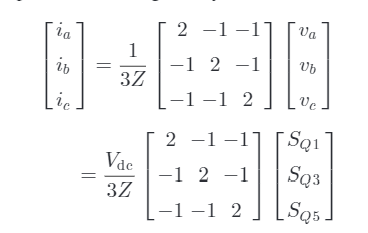 [i_a; i_b; i_c] = 1/3Z [2 −1 −1; −1 2 −1; −1 −1 2] [v_a; v_b; v_c]
= V_dc/3Z [2 −1 −1; −1 2 −1; −1 −1 2] [S_Q1; S_Q3; S_Q5]